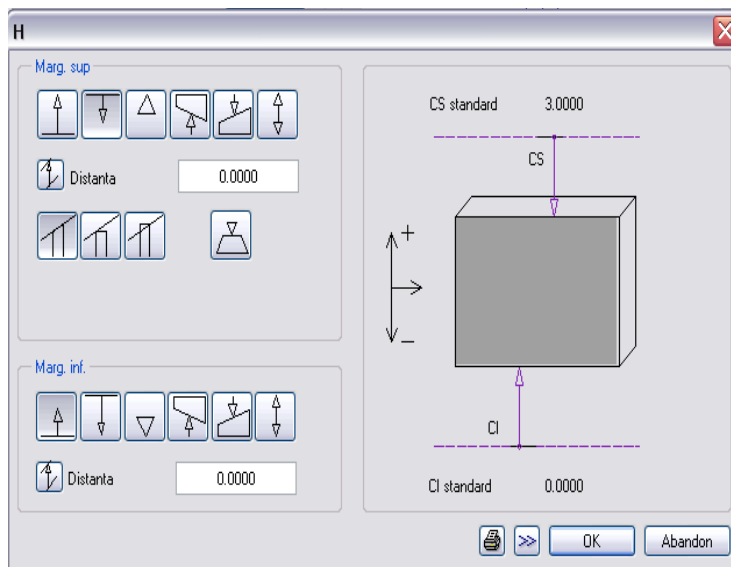 H
Marg. sup
Distanta 0.0000
Marg. inf.
Distanta 0.0000
CS standard 3.0000
CS
+
−
CI
CI standard 0.0000
>> OK Abandon